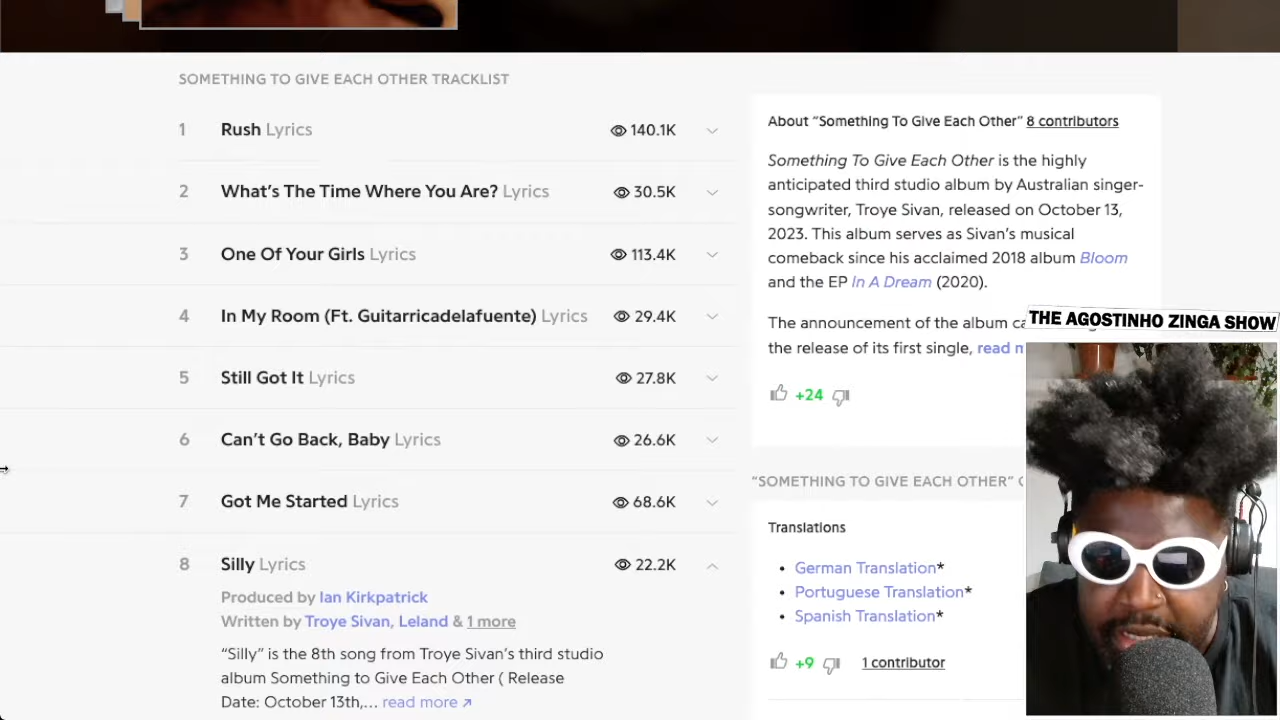 SOMETHING TO GIVE EACH OTHER TRACKLIST
1 Rush Lyrics 140.1K
2 What's The Time Where You Are? Lyrics 30.5K
3 One Of Your Girls Lyrics 113.4K
4 In My Room (Ft. Guitarricadelafuente) Lyrics 29.4K
5 Still Got It Lyrics 27.8K
6 Can't Go Back, Baby Lyrics 26.6K
7 Got Me Started Lyrics 68.6K
8 Silly Lyrics 22.2K
Produced by Ian Kirkpatrick
Written by Troye Sivan, Leland & 1 more
“Silly” is the 8th song from Troye Sivan's third studio
album Something to Give Each Other ( Release
Date: October 13th,... read more ↗
About “Something To Give Each Other” 8 contributors
Something To Give Each Other is the highly
anticipated third studio album by Australian singer-
songwriter, Troye Sivan, released on October 13,
2023. This album serves as Sivan's musical
comeback since his acclaimed 2018 album Bloom
and the EP In A Dream (2020).
The announcement of the album
the release of its first single, read
+24
“SOMETHING TO GIVE EACH OTHER”
Translations
• German Translation*
• Portuguese Translation*
• Spanish Translation*
+9 1 contributor
THE AGOSTINHO ZINGA SHOW